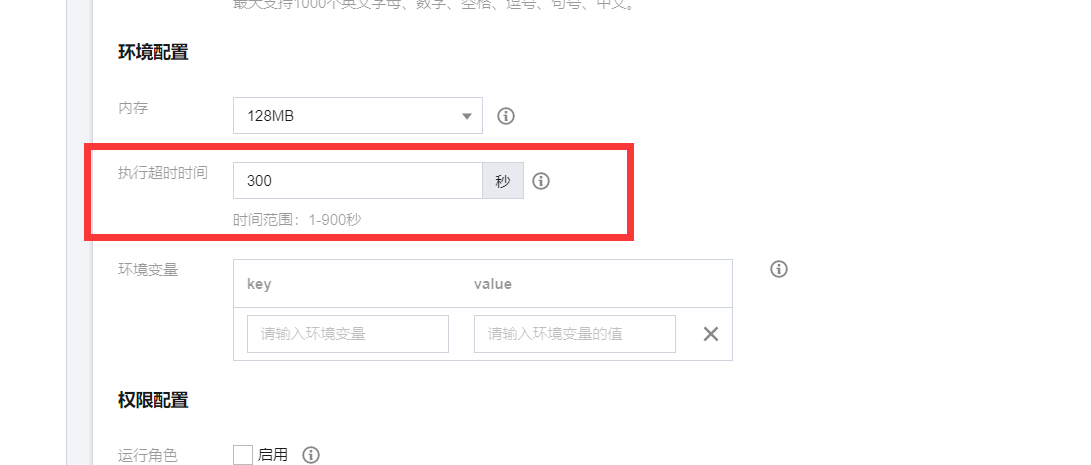 最大支持1000个英文字母、数字、空格、逗号、句号、中文。
环境配置
内存
128MB
执行超时时间
300
秒
时间范围：1-900秒
环境变量
key
value
请输入环境变量
请输入环境变量的值
权限配置
运行角色
启用